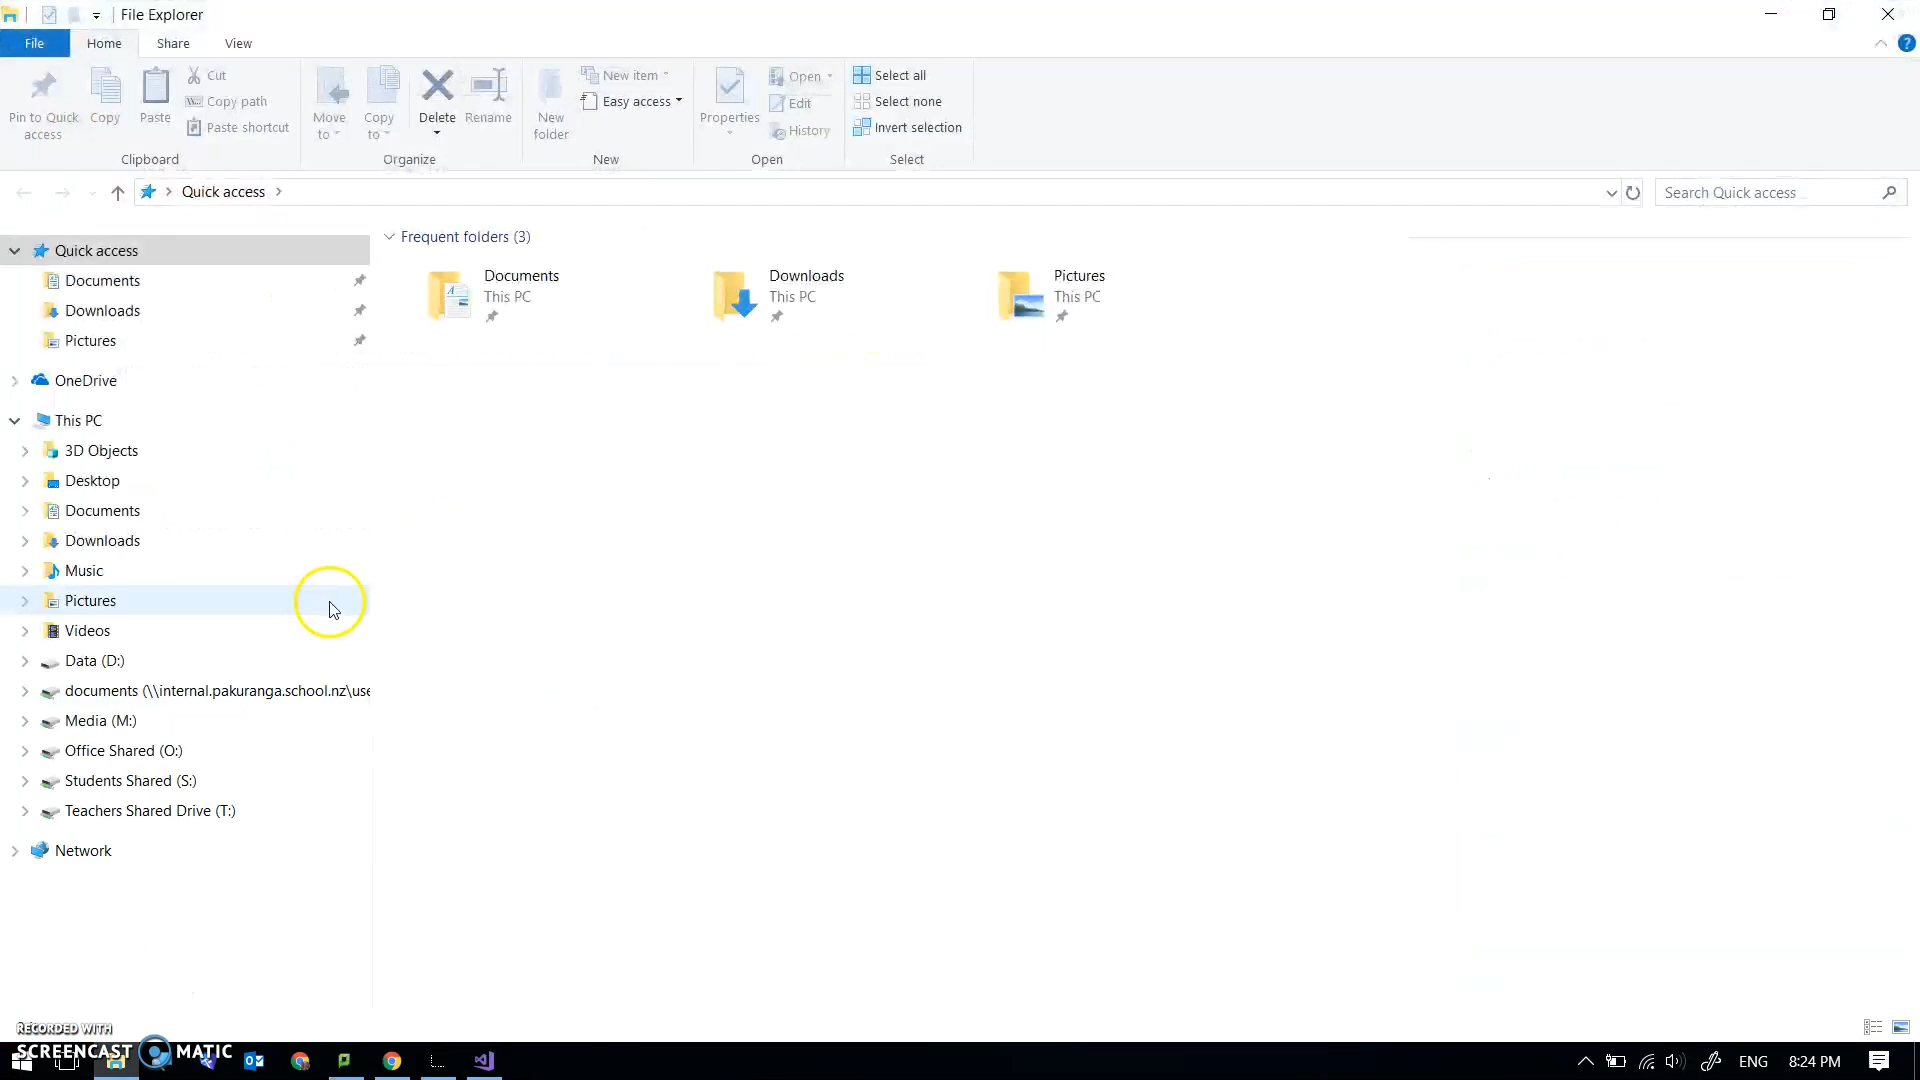 File Explorer
File Home Share View
Pin to Quick access
Copy
Paste
Cut
Copy path
Paste shortcut
Clipboard
Move to
Copy to
Delete
Rename
Organize
New folder
New item
Easy access
New
Properties
Open
Edit
History
Open
Select all
Select none
Invert selection
Select
Quick access
Search Quick access
Quick access
Documents
Downloads
Pictures
OneDrive
This PC
3D Objects
Desktop
Documents
Downloads
Music
Pictures
Videos
Data (D:)
documents (\\internal.pakuranga.school.nz\use
Media (M:)
Office Shared (O:)
Students Shared (S:)
Teachers Shared Drive (T:)
Network
Frequent folders (3)
Documents
This PC
Downloads
This PC
Pictures
This PC
RECORDED WITH
SCREENCAST MATIC
ENG
8:24 PM